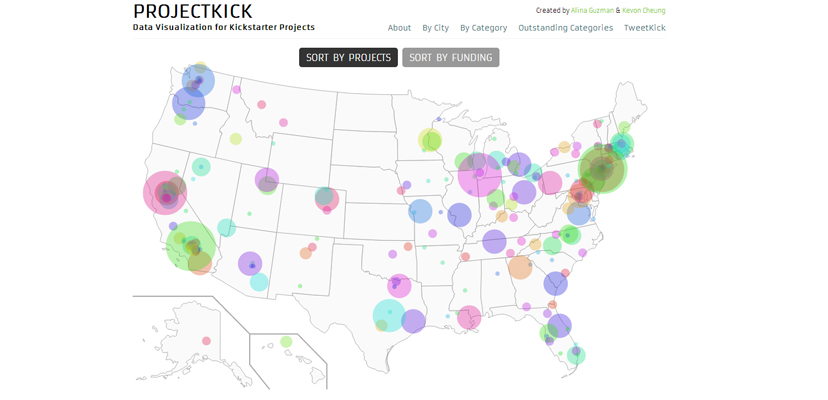 PROJECTKICK
Data Visualization for Kickstarter Projects
Created by Alina Guzman & Kevon Cheung
About By City By Category Outstanding Categories TweetKick
SORT BY PROJECTS SORT BY FUNDING